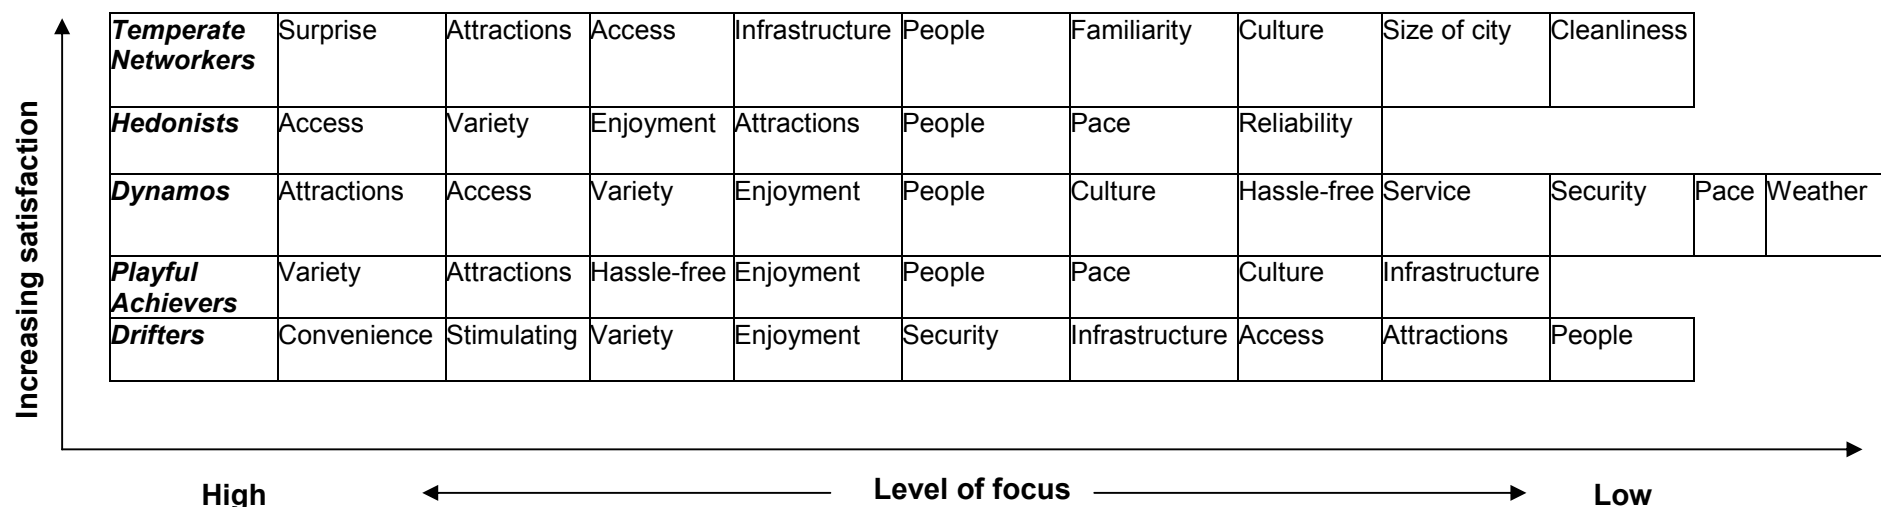 Temperate Networkers Surprise Attractions Access Infrastructure People Familiarity Culture Size of city Cleanliness
Hedonists Access Variety Enjoyment Attractions People Pace Reliability
Dynamos Attractions Access Variety Enjoyment People Culture Hassle-free Service Security Pace Weather
Playful Achievers Variety Attractions Hassle-free Enjoyment People Pace Culture Infrastructure
Drifters Convenience Stimulating Variety Enjoyment Security Infrastructure Access Attractions People
Increasing satisfaction
High Level of focus Low